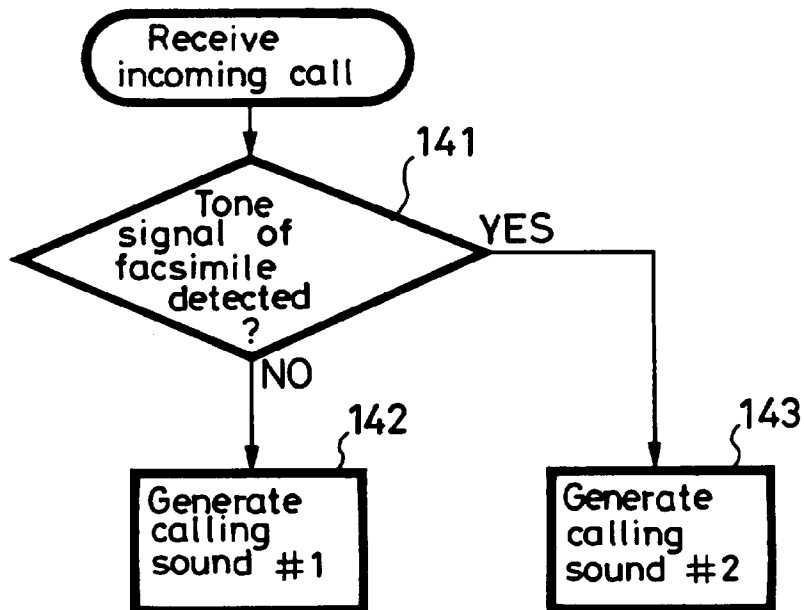 Receive
incoming call
141
Tone
signal of
facsimile
detected
?
YES
NO
142
143
Generate
calling
sound #1
Generate
calling
sound #2